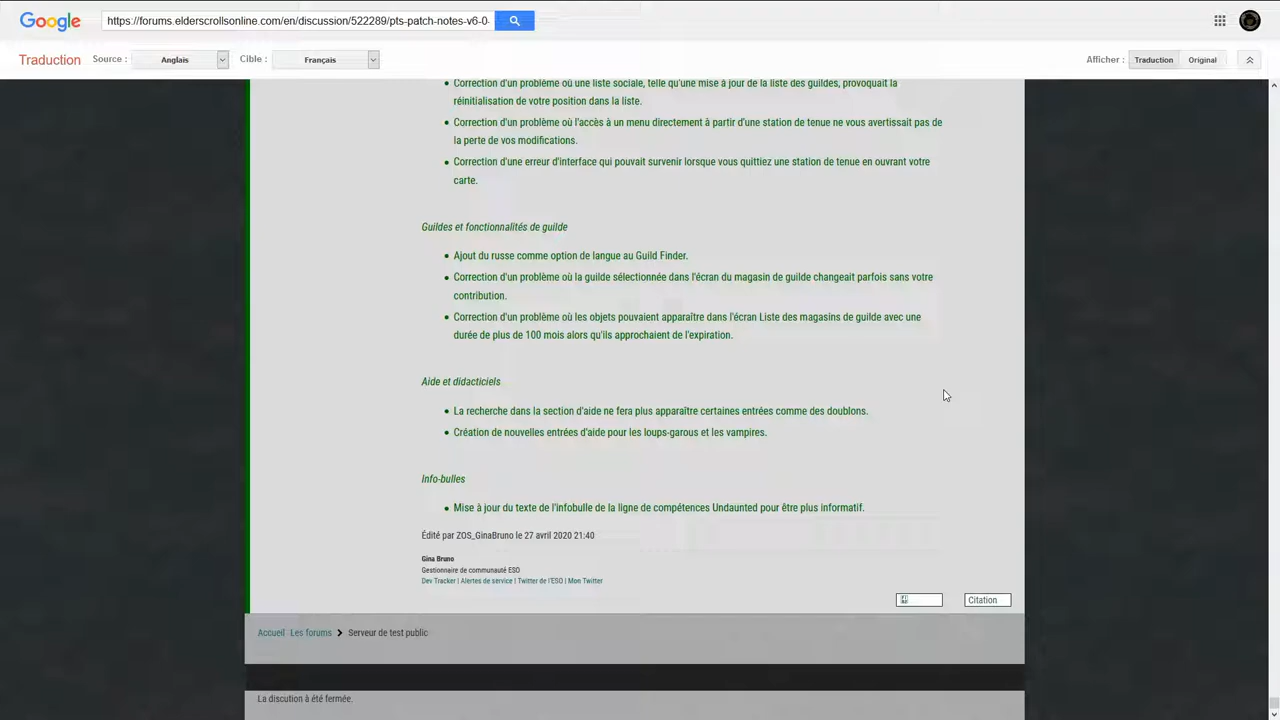 Google
https://forums.elderscrollsonline.com/en/discussion/522289/pts-patch-notes-v6-0-
Traduction Source : Anglais Cible : Français Afficher : Traduction Original
• Correction d'un problème où une liste sociale, telle qu'une mise à jour de la liste des guildes, provoquait la
réinitialisation de votre position dans la liste.
• Correction d'un problème où l'accès à un menu directement à partir d'une station de tenue ne vous avertissait pas de
la perte de vos modifications.
• Correction d'une erreur d'interface qui pouvait survenir lorsque vous quittiez une station de tenue en ouvrant votre
carte.
Guildes et fonctionnalités de guilde
• Ajout du russe comme option de langue au Guild Finder.
• Correction d'un problème où la guilde sélectionnée dans l'écran du magasin de guilde changeait parfois sans votre
contribution.
• Correction d'un problème où les objets pouvaient apparaître dans l'écran Liste des magasins de guilde avec une
durée de plus de 100 mois alors qu'ils approchaient de l'expiration.
Aide et didacticiels
• La recherche dans la section d'aide ne fera plus apparaître certaines entrées comme des doublons.
• Création de nouvelles entrées d'aide pour les loups-garous et les vampires.
Info-bulles
• Mise à jour du texte de l'infobulle de la ligne de compétences Undaunted pour être plus informatif.
Édité par ZOS_GinaBruno le 27 avril 2020 21:40
Gina Bruno
Gestionnaire de communauté ESO
Dev Tracker | Alertes de service | Twitter de l'ESO | Mon Twitter
Citation
Accueil Les forums > Serveur de test public
La discution à été fermée.